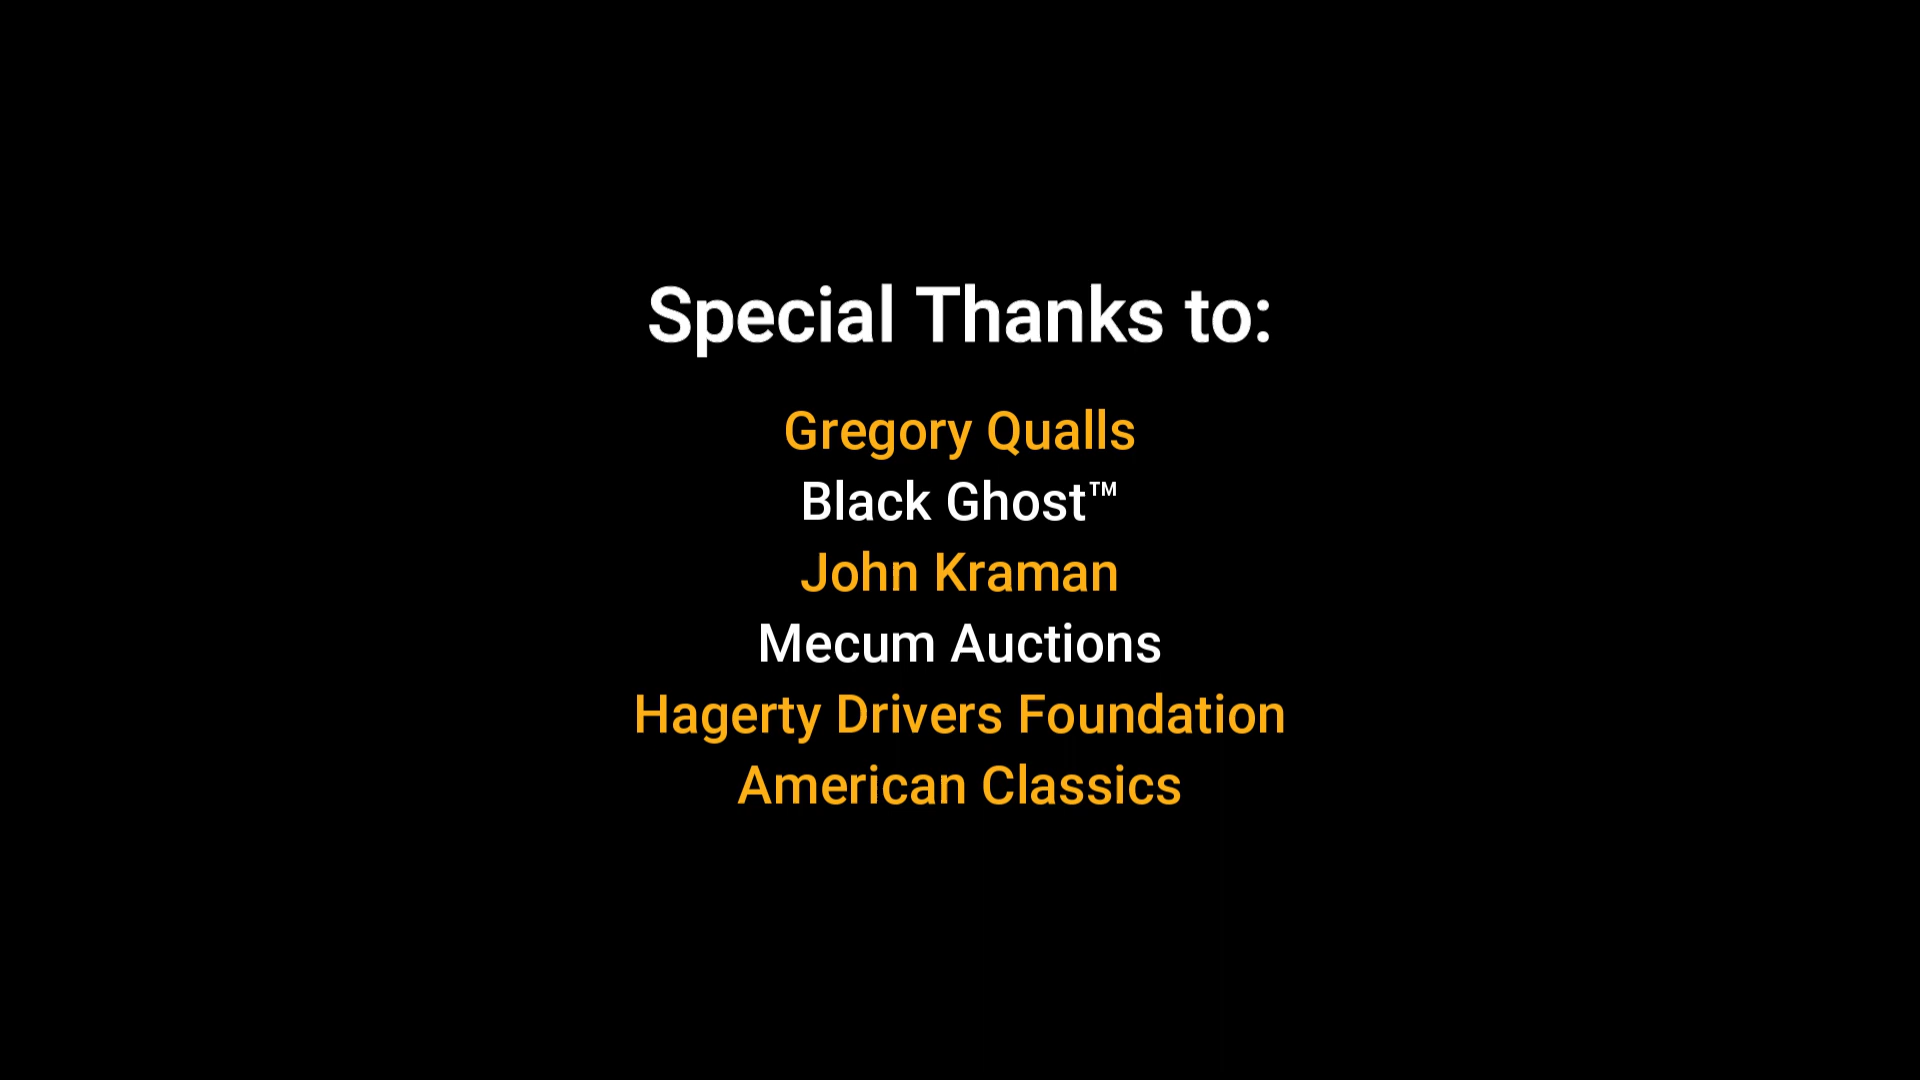 Special Thanks to:
Gregory Qualls
Black Ghost™
John Kraman
Mecum Auctions
Hagerty Drivers Foundation
American Classics